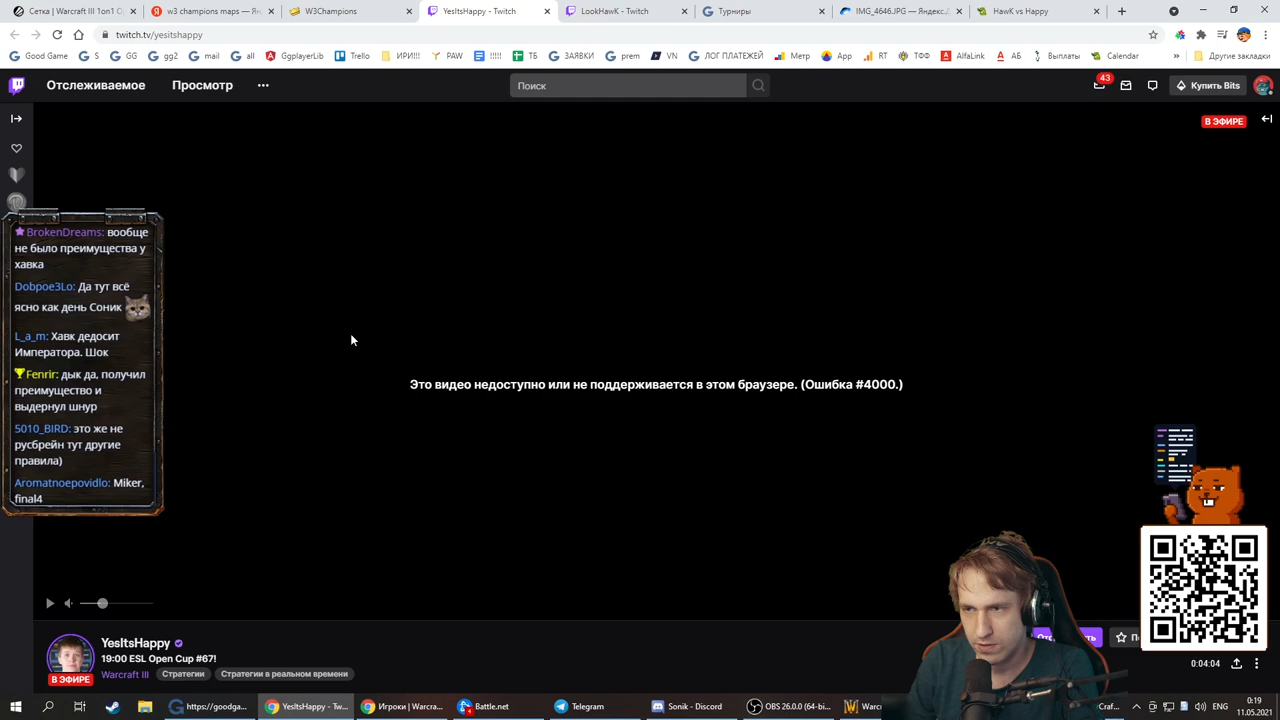 Сетка | Warcraft III 1on1 Op
w3 champions maps — Ян
W3Champions
YesItsHappy - Twitch
LookHawK - Twitch
Турниры
IMG_4646.JPG — Яндекс.Д
HawK vs Happy
twitch.tv/yesitshappy
Good Game
S
GG
gg2
mail
all
GgplayerLib
Trello
ИРИ!!!
PAW
!!!!!
ТБ
ЗАЯВКИ
prem
VN
ЛОГ ПЛАТЕЖЕЙ
Метр
App
RT
ТФФ
AlfaLink
АБ
Выплаты
Calendar
»
Другие закладки
Отслеживаемое
Просмотр
Поиск
43
Купить Bits
В ЭФИРЕ
BrokenDreams: вообще
не было преимущества у
хавка
Dobpoe3Lo: Да тут всё
ясно как день Соник
L_a_m: Хавк дедосит
Императора. Шок
Fenrir: дык да, получил
преимущество и
выдернул шнур
5010_BIRD: это же не
русбрейн тут другие
правила)
Aromatnoepovidlo: Miker,
final4
Это видео недоступно или не поддерживается в этом браузере. (Ошибка #4000.)
YesItsHappy
19:00 ESL Open Cup #67!
Warcraft III
Стратегии
Стратегии в реальном времени
В ЭФИРЕ
0:04:04
https://goodga...
YesItsHappy - Tw...
Игроки | Warcra...
Battle.net
Telegram
Sonik - Discord
OBS 26.0.0 (64-bi...
Warc
Craf...
ENG
0:19
11.05.2021